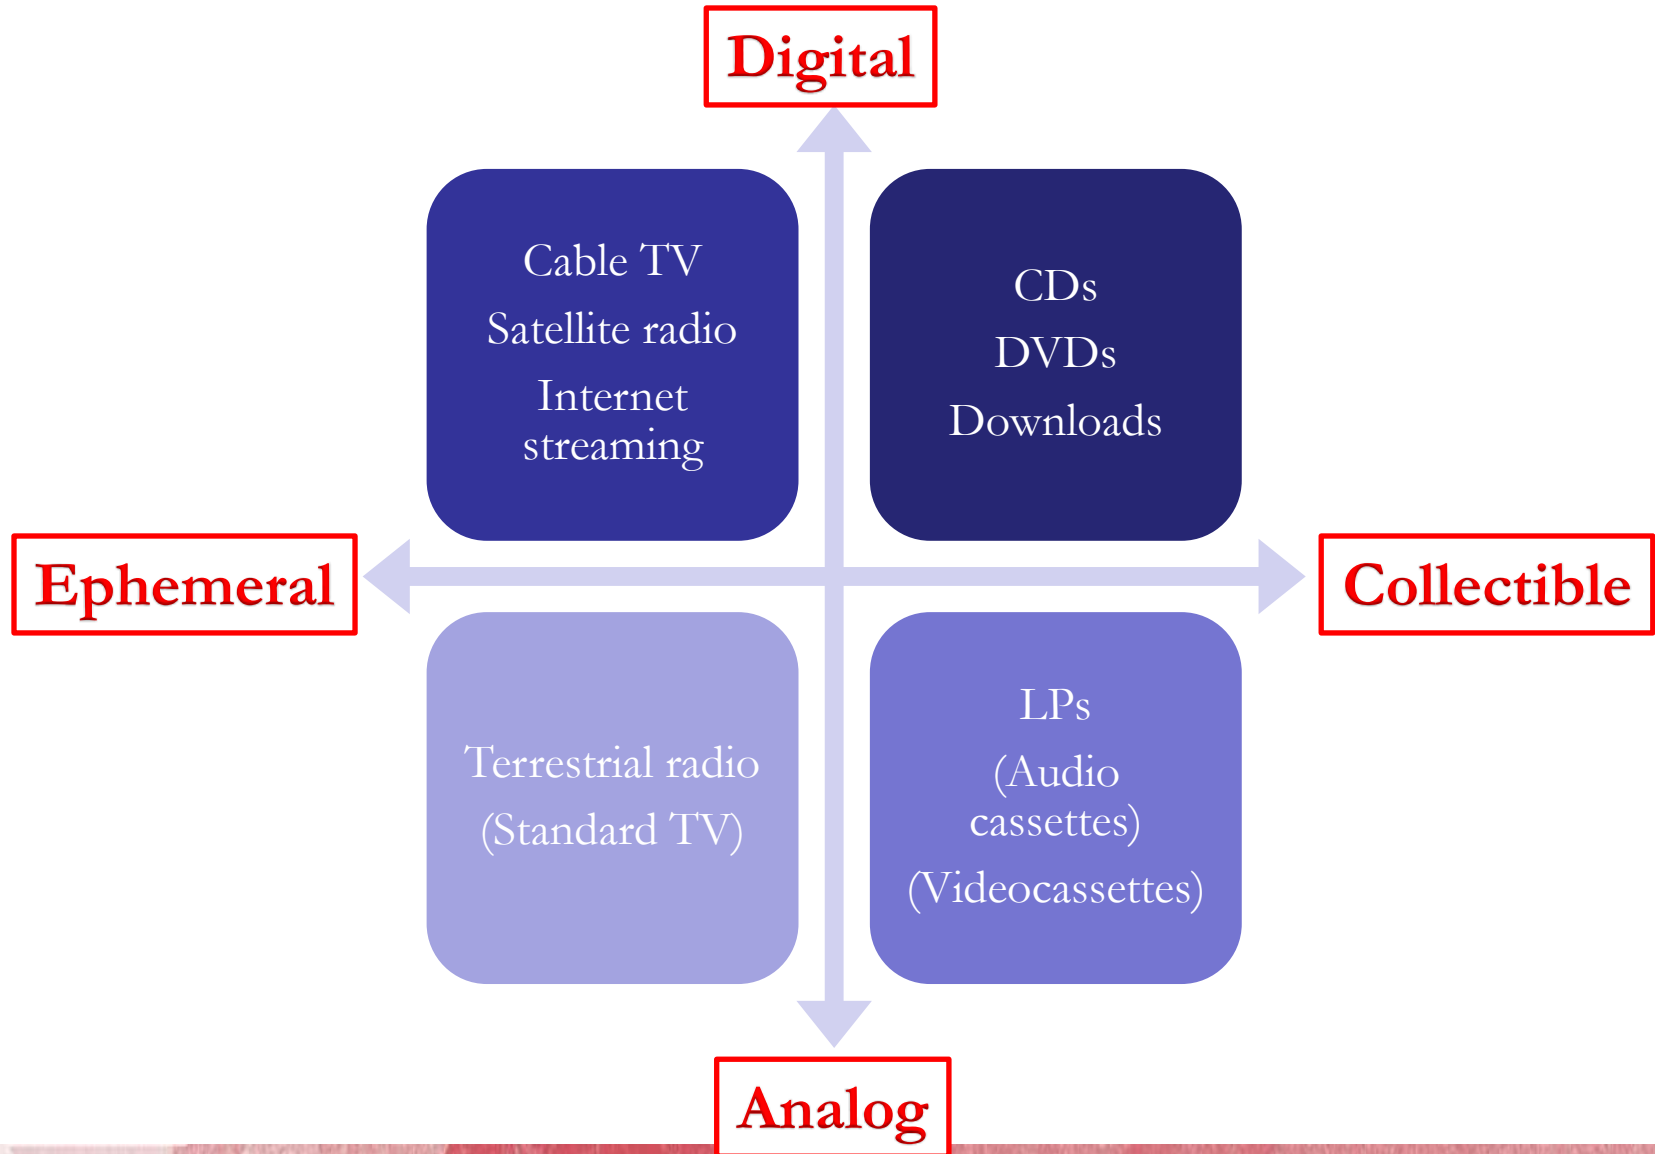 Digital
Cable TV
Satellite radio
Internet
streaming
CDs
DVDs
Downloads
Ephemeral
Collectible
Terrestrial radio
(Standard TV)
LPs
(Audio
cassettes)
(Videocassettes)
Analog